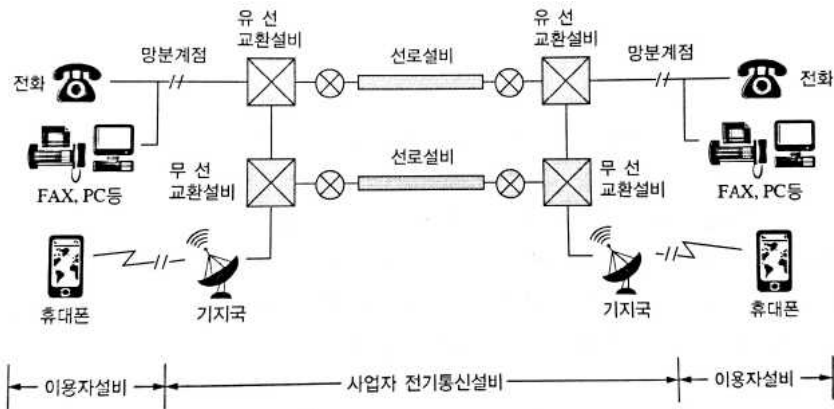 유 선
교환설비
유 선
교환설비
망분계점
선로설비
망분계점
전화
전화
무 선
교환설비
선로설비
무 선
교환설비
FAX, PC등
FAX, PC등
휴대폰
기지국
기지국
휴대폰
이용자설비
사업자 전기통신설비
이용자설비